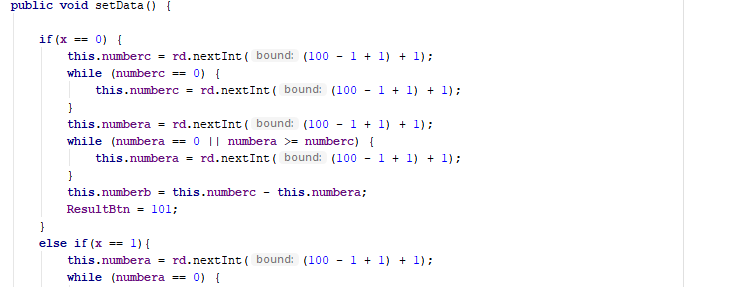 public void setData() {
if(x == 0) {
this.numberc = rd.nextInt( bound: (100 - 1 + 1) + 1);
while (numberc == 0) {
this.numberc = rd.nextInt( bound: (100 - 1 + 1) + 1);
}
this.numbera = rd.nextInt( bound: (100 - 1 + 1) + 1);
while (numbera == 0 || numbera >= numberc) {
this.numbera = rd.nextInt( bound: (100 - 1 + 1) + 1);
}
this.numberb = this.numberc - this.numbera;
ResultBtn = 101;
}
else if(x == 1){
this.numbera = rd.nextInt( bound: (100 - 1 + 1) + 1);
while (numbera == 0) {